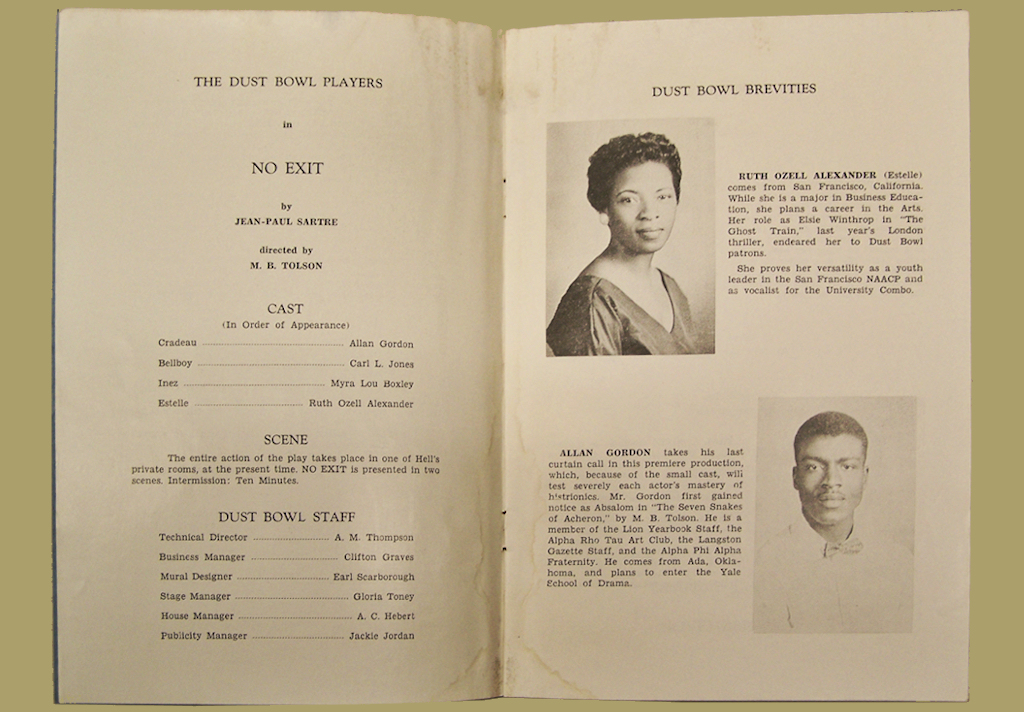 THE DUST BOWL PLAYERS
in
NO EXIT
by
JEAN-PAUL SARTRE
directed by
M. B. TOLSON
CAST
(In Order of Appearance)
Cradeau ........ Allan Gordon
Bellboy ........ Carl L. Jones
Inez ........ Myra Lou Boxley
Estelle ........ Ruth Ozell Alexander
SCENE
The entire action of the play takes place in one of Hell's
private rooms, at the present time. NO EXIT is presented in two
scenes. Intermission: Ten Minutes.
DUST BOWL STAFF
Technical Director ........ A. M. Thompson
Business Manager ........ Clifton Graves
Mural Designer ........ Earl Scarborough
Stage Manager ........ Gloria Toney
House Manager ........ A. C. Hebert
Publicity Manager ........ Jackie Jordan
DUST BOWL BREVITIES
RUTH OZELL ALEXANDER (Estelle)
comes from San Francisco, California.
While she is a major in Business Educa-
tion, she plans a career in the Arts.
Her role as Elsie Winthrop in "The
Ghost Train," last year's London
thriller, endeared her to Dust Bowl
patrons.
She proves her versatility as a youth
leader in the San Francisco NAACP and
as vocalist for the University Combo.
ALLAN GORDON takes his last
curtain call in this premiere production,
which, because of the small cast, will
test severely each actor's mastery of
histrionics. Mr. Gordon first gained
notice as Absalom in "The Seven Snakes
of Acheron," by M. B. Tolson. He is a
member of the Lion Yearbook Staff, the
Alpha Rho Tau Art Club, the Langston
Gazette Staff, and the Alpha Phi Alpha
Fraternity. He comes from Ada, Okla-
homa, and plans to enter the Yale
School of Drama.